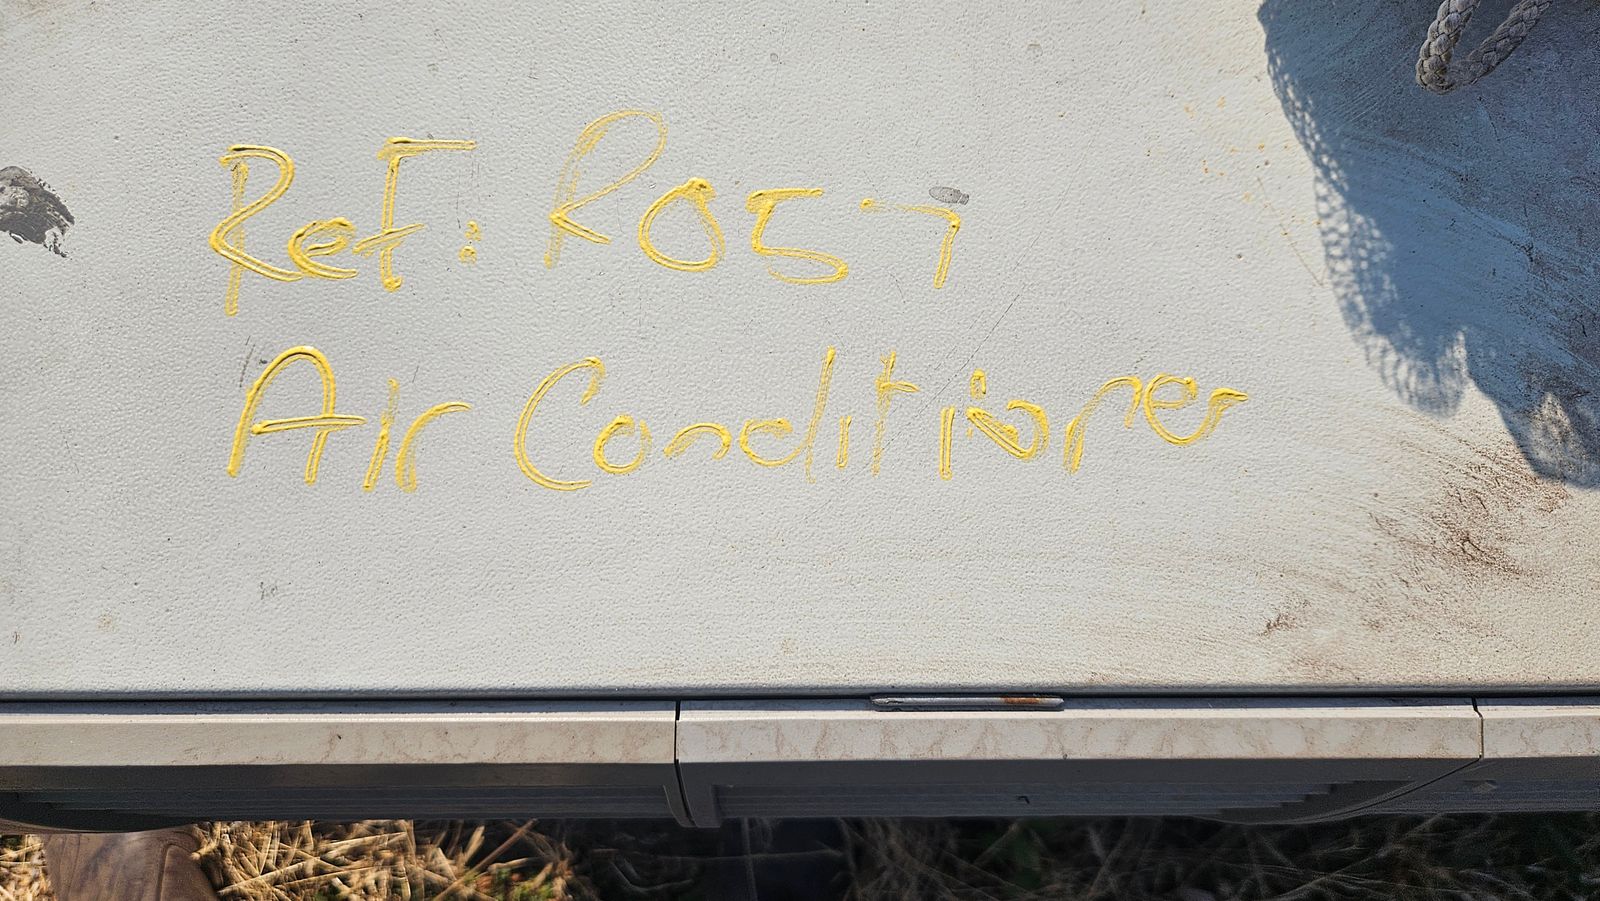 Ref: R057
Air Conditioner